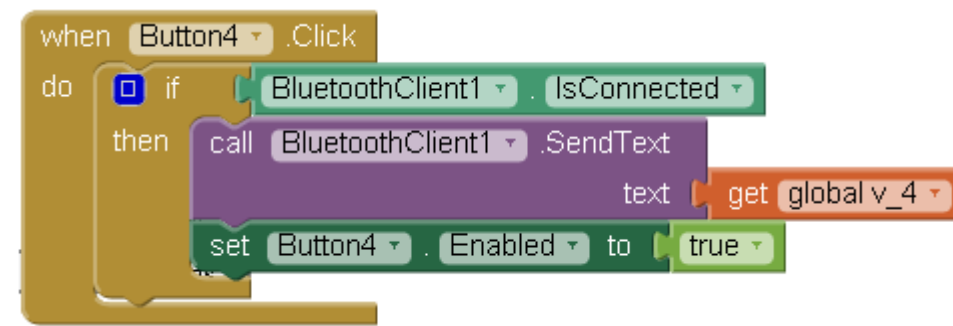 when Button4 .Click
do if BluetoothClient1 . IsConnected
then call BluetoothClient1 .SendText
text get global v_4
set Button4 . Enabled to true